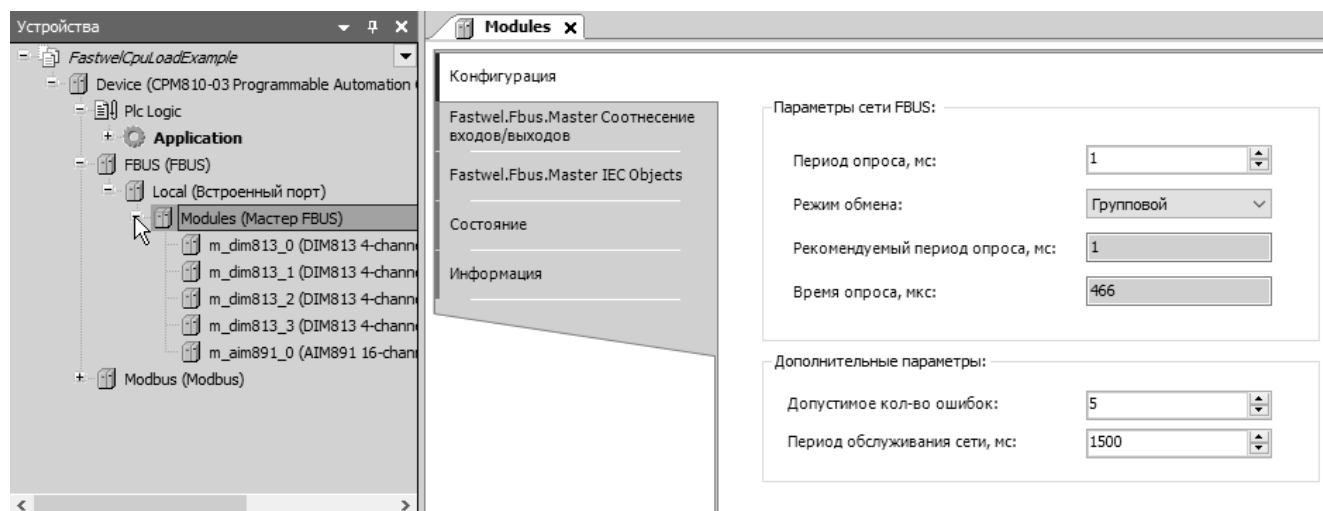 Устройства
FastwelCpuLoadExample
Device (CPM810-03 Programmable Automation
Plc Logic
Application
FBUS (FBUS)
Local (Встроенный порт)
Modules (Мастер FBUS)
m_dim813_0 (DIM813 4-channe
m_dim813_1 (DIM813 4-channe
m_dim813_2 (DIM813 4-channe
m_dim813_3 (DIM813 4-channe
m_aim891_0 (AIM891 16-chan
Modbus (Modbus)
Modules
Конфигурация
Fastwel.Fbus.Master Соотнесение
входов/выходов
Fastwel.Fbus.Master IEC Objects
Состояние
Информация
Параметры сети FBUS:
Период опроса, мс: 1
Режим обмена: Групповой
Рекомендуемый период опроса, мс: 1
Время опроса, мкс: 466
Дополнительные параметры:
Допустимое кол-во ошибок: 5
Период обслуживания сети, мс: 1500